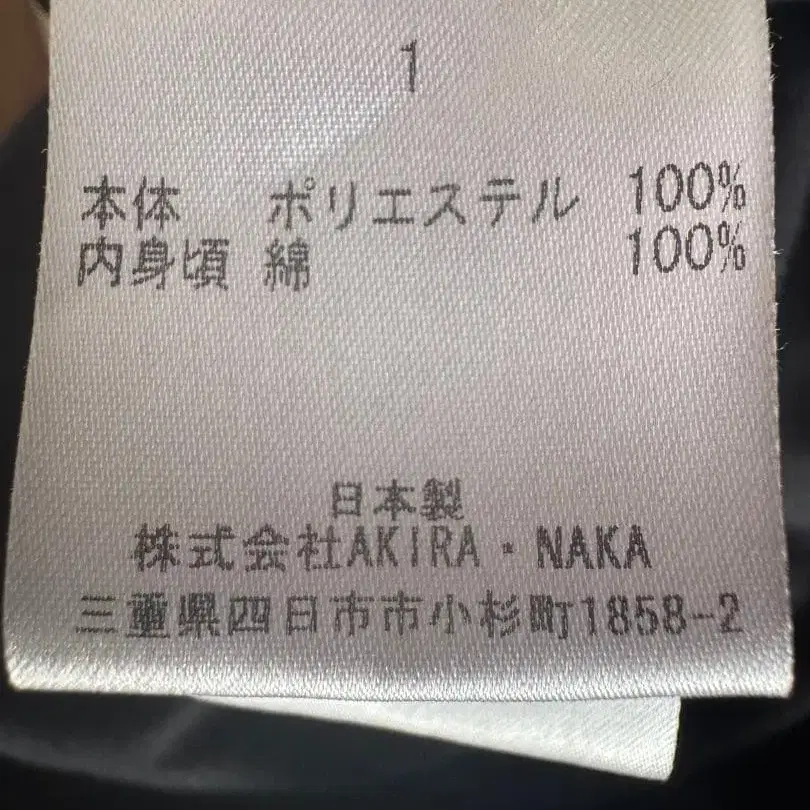 1
本体 ポリエステル 100%
内身頃 綿 100%
日本製
株式会社AKIRA・NAKA
三重県四日市市小杉町1858-2